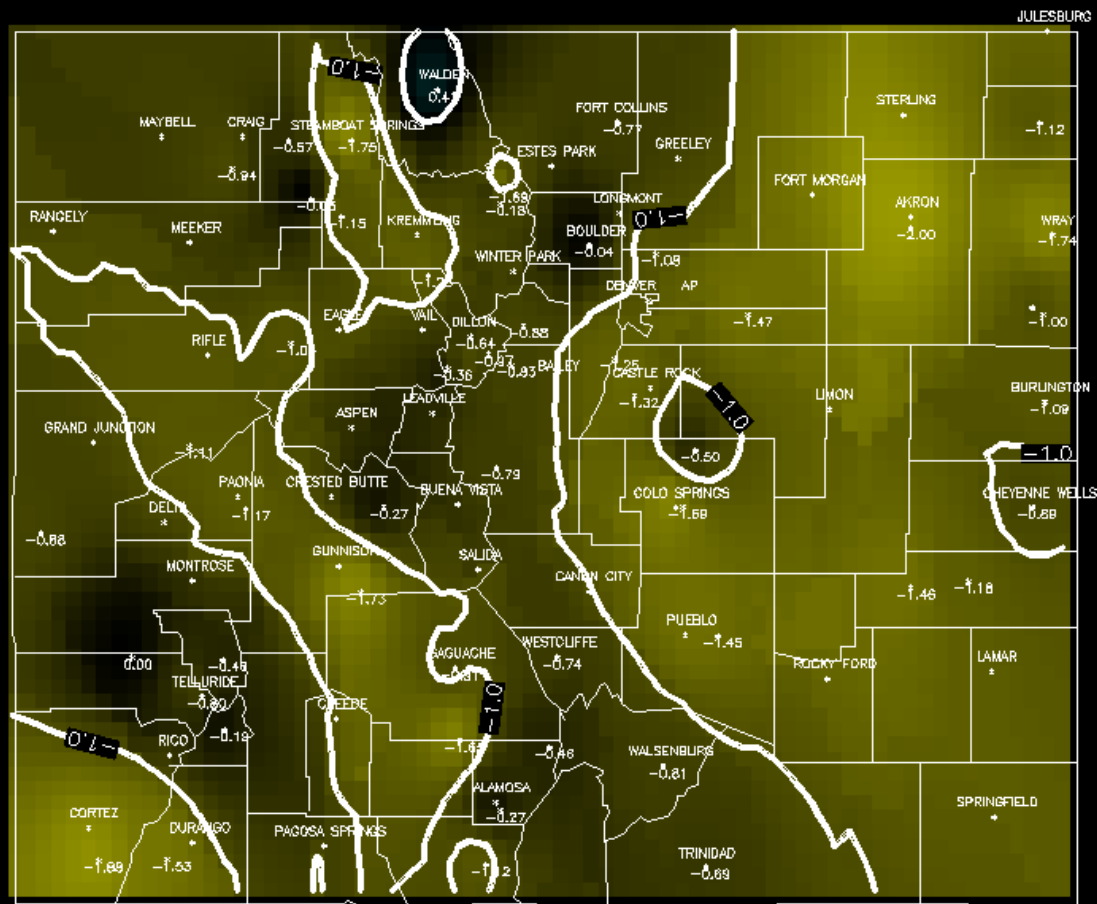 JULESBURG
-1.0
WALDEN
STERLING
FORT COLLINS
-0.77
MAYBELL
CRAIG
STEAMBOAT SPRINGS
-1.12
-0.57
-1.75
GREELEY
ESTES PARK
-0.94
FORT MORGAN
-1.69
-0.18
LONGMONT
AKRON
RANGELY
-1.15
KREMMLING
-1.0
WRAY
MEEKER
BOULDER
-2.00
-1.74
-0.04
WINTER PARK
-1.08
DENVER AP
EAGLE
VAIL
DILLON
-1.47
-1.00
-0.88
RIFLE
-0.64
-0.97
BAILEY
-0.36
-0.93
CASTLE ROCK
BURLINGTON
LEADVILLE
-1.32
LIMON
-1.0
-1.09
ASPEN
GRAND JUNCTION
-1.11
-0.50
-1.0
-0.79
PAONIA
CRESTED BUTTE
BUENA VISTA
COLO SPRINGS
CHEYENNE WELLS
DELTA
-1.17
-0.27
-1.59
-0.69
-0.88
GUNNISON
SALIDA
MONTROSE
CANON CITY
-1.73
-1.46
-1.18
PUEBLO
-1.45
WESTCLIFFE
SAGUACHE
0.00
-0.74
ROCKY FORD
LAMAR
TELLURIDE
-0.80
CREEDE
-1.0
RICO
-0.19
-1.0
-0.46
WALSENBURG
-0.81
ALAMOSA
-0.27
SPRINGFIELD
CORTEZ
DURANGO
PAGOSA SPRINGS
TRINIDAD
-1.53
-0.69